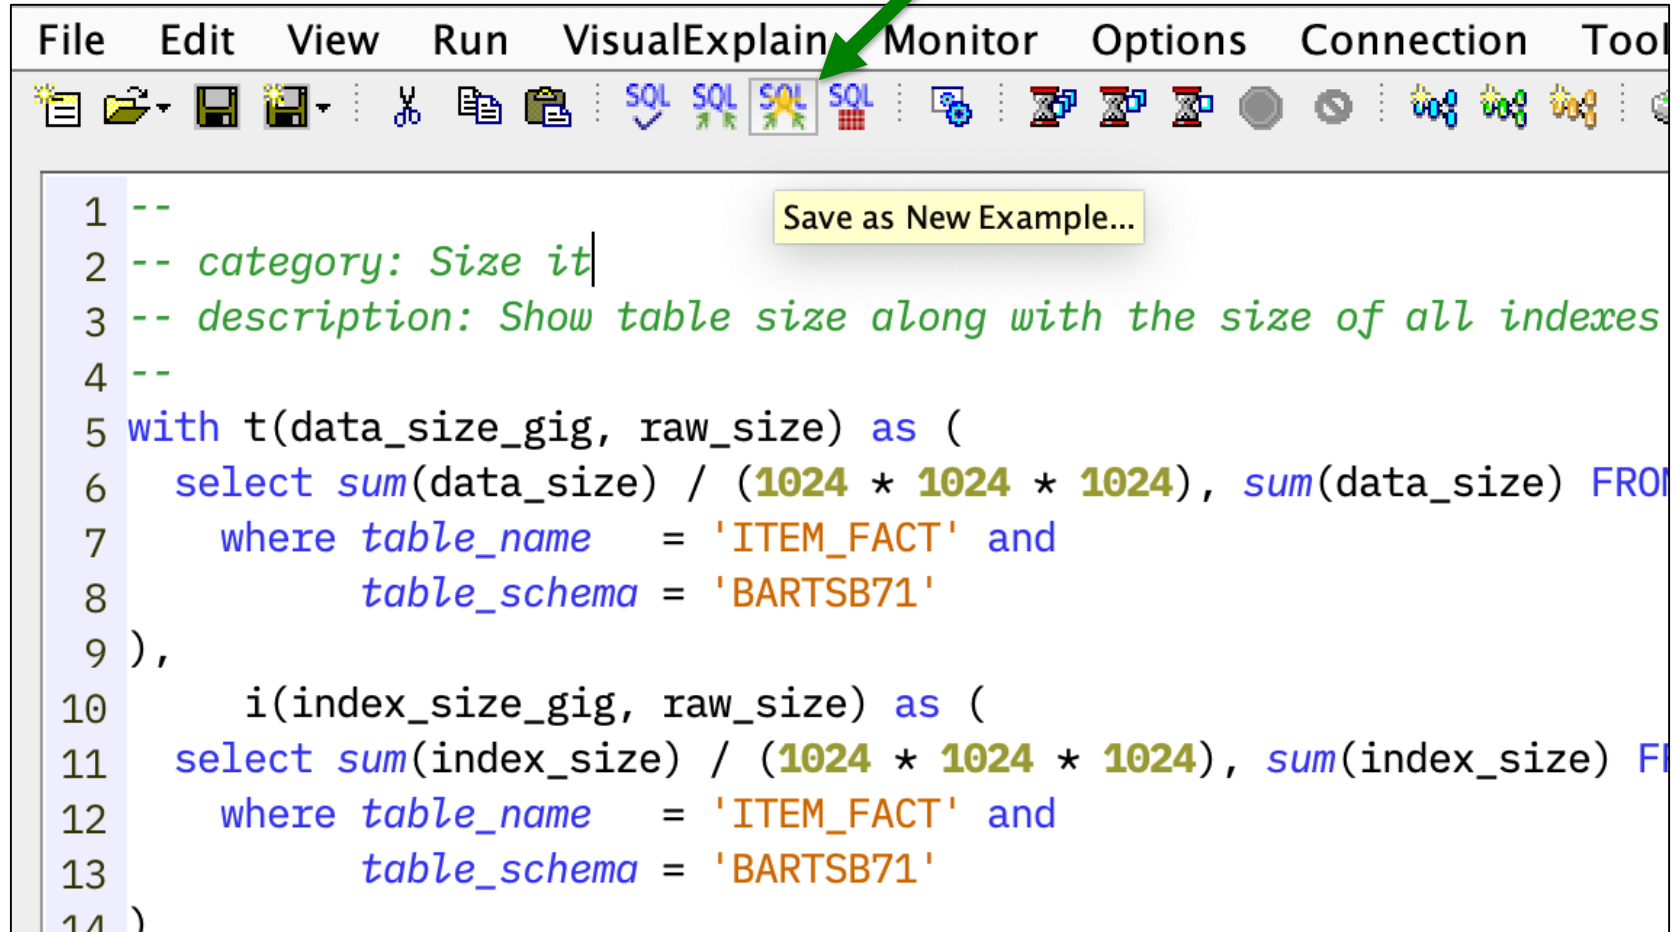 File Edit View Run VisualExplain Monitor Options Connection
SQL SQL SQL SQL
Save as New Example...
1 --
2 -- category: Size it
3 -- description: Show table size along with the size of all indexes
4 --
5 with t(data_size_gig, raw_size) as (
6 select sum(data_size) / (1024 * 1024 * 1024), sum(data_size)
7 where table_name = 'ITEM_FACT' and
8 table_schema = 'BARTSB71'
9 ),
10 i(index_size_gig, raw_size) as (
11 select sum(index_size) / (1024 * 1024 * 1024), sum(index_size)
12 where table_name = 'ITEM_FACT' and
13 table_schema = 'BARTSB71'
14 )